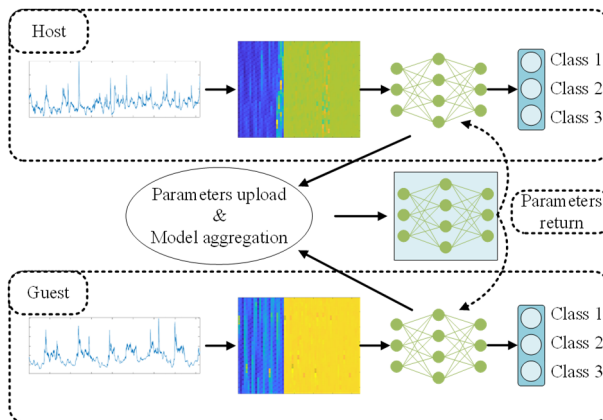 Host
Class 1
Class 2
Class 3
Parameters upload
&
Model aggregation
Parameters
return
Guest
Class 1
Class 2
Class 3